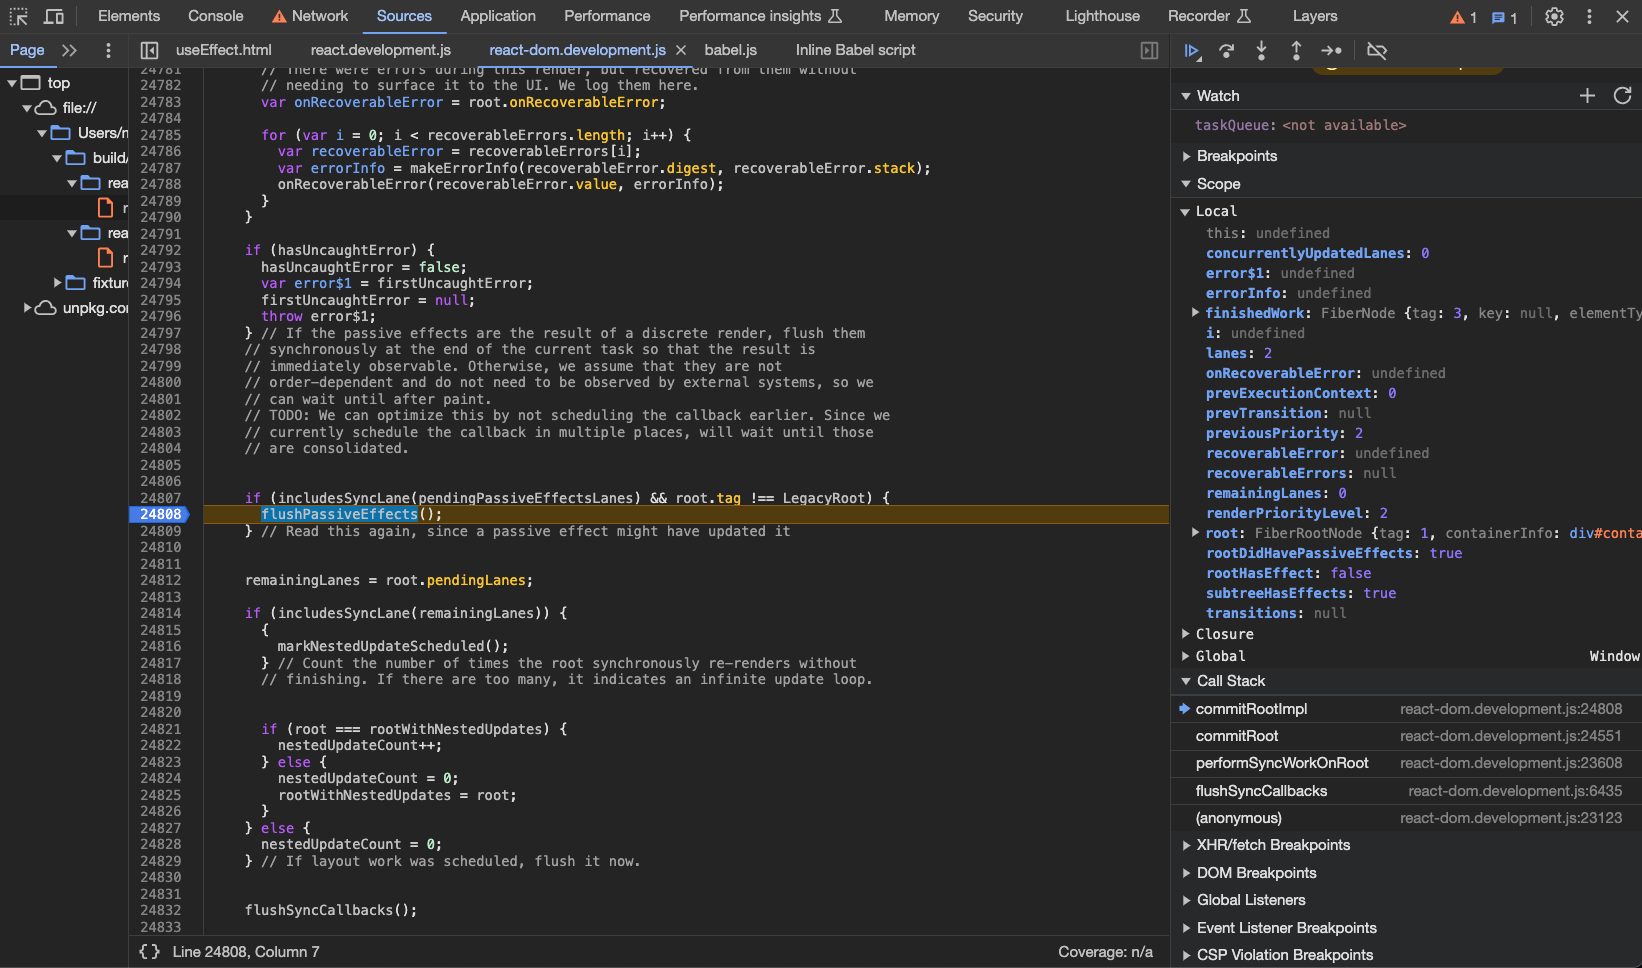 Elements Console Network Sources Application Performance Performance insights Memory Security Lighthouse Recorder Layers 1 1
Page useEffect.html react.development.js react-dom.development.js babel.js Inline Babel script
top
file://
Users/
build/
rea
rea
fixture
unpkg.co
24781 // There were errors during this render, but recovered from them without
24782 // needing to surface it to the UI. We log them here.
24783 var onRecoverableError = root.onRecoverableError;
24784
24785 for (var i = 0; i < recoverableErrors.length; i++) {
24786 var recoverableError = recoverableErrors[i];
24787 var errorInfo = makeErrorInfo(recoverableError.digest, recoverableError.stack);
24788 onRecoverableError(recoverableError.value, errorInfo);
24789 }
24790 }
24791
24792 if (hasUncaughtError) {
24793 hasUncaughtError = false;
24794 var error$1 = firstUncaughtError;
24795 firstUncaughtError = null;
24796 throw error$1;
24797 } // If the passive effects are the result of a discrete render, flush them
24798 // synchronously at the end of the current task so that the result is
24799 // immediately observable. Otherwise, we assume that they are not
24800 // order-dependent and do not need to be observed by external systems, so we
24801 // can wait until after paint.
24802 // TODO: We can optimize this by not scheduling the callback earlier. Since we
24803 // currently schedule the callback in multiple places, will wait until those
24804 // are consolidated.
24805
24806
24807 if (includesSyncLane(pendingPassiveEffectsLanes) && root.tag !== LegacyRoot) {
24808 flushPassiveEffects();
24809 } // Read this again, since a passive effect might have updated it
24810
24811
24812 remainingLanes = root.pendingLanes;
24813
24814 if (includesSyncLane(remainingLanes)) {
24815 {
24816 markNestedUpdateScheduled();
24817 } // Count the number of times the root synchronously re-renders without
24818 // finishing. If there are too many, it indicates an infinite update loop.
24819
24820
24821 if (root === rootWithNestedUpdates) {
24822 nestedUpdateCount++;
24823 } else {
24824 nestedUpdateCount = 0;
24825 rootWithNestedUpdates = root;
24826 }
24827 } else {
24828 nestedUpdateCount = 0;
24829 } // If layout work was scheduled, flush it now.
24830
24831
24832 flushSyncCallbacks();
24833
{} Line 24808, Column 7 Coverage: n/a
Watch
taskQueue: <not available>
Breakpoints
Scope
Local
this: undefined
concurrentlyUpdatedLanes: 0
error$1: undefined
errorInfo: undefined
finishedWork: FiberNode {tag: 3, key: null, elementTy
i: undefined
lanes: 2
onRecoverableError: undefined
prevExecutionContext: 0
prevTransition: null
previousPriority: 2
recoverableError: undefined
recoverableErrors: null
remainingLanes: 0
renderPriorityLevel: 2
root: FiberRootNode {tag: 1, containerInfo: div#conta
rootDidHavePassiveEffects: true
rootHasEffect: false
subtreeHasEffects: true
transitions: null
Closure
Global Window
Call Stack
commitRootImpl react-dom.development.js:24808
commitRoot react-dom.development.js:24551
performSyncWorkOnRoot react-dom.development.js:23608
flushSyncCallbacks react-dom.development.js:6435
(anonymous) react-dom.development.js:23123
XHR/fetch Breakpoints
DOM Breakpoints
Global Listeners
Event Listener Breakpoints
CSP Violation Breakpoints